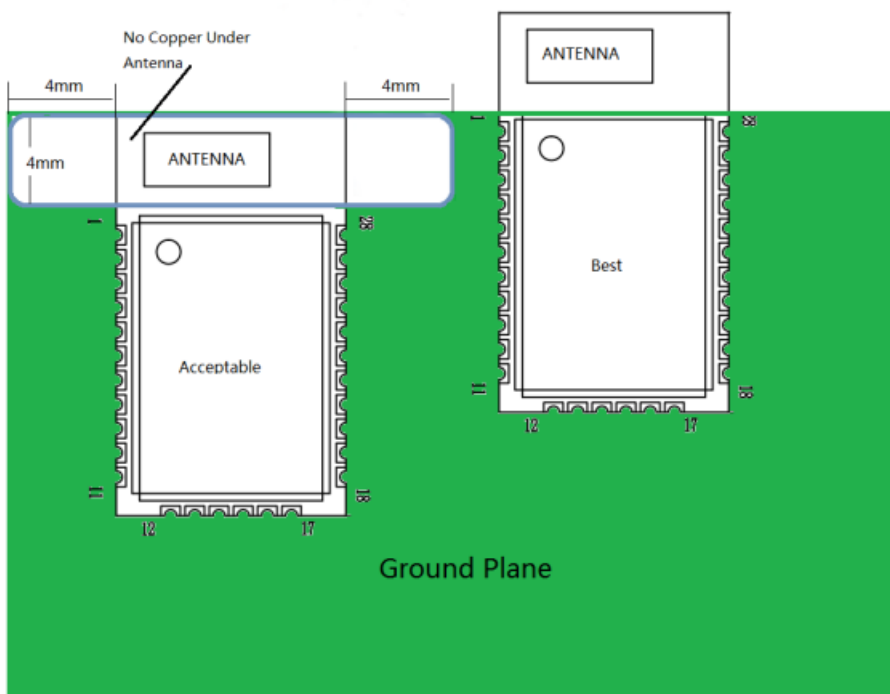 No Copper Under
Antenna
4mm
4mm
ANTENNA
4mm
ANTENNA
1
28
1
28
Best
Acceptable
11
18
12
17
11
18
12
17
Ground Plane